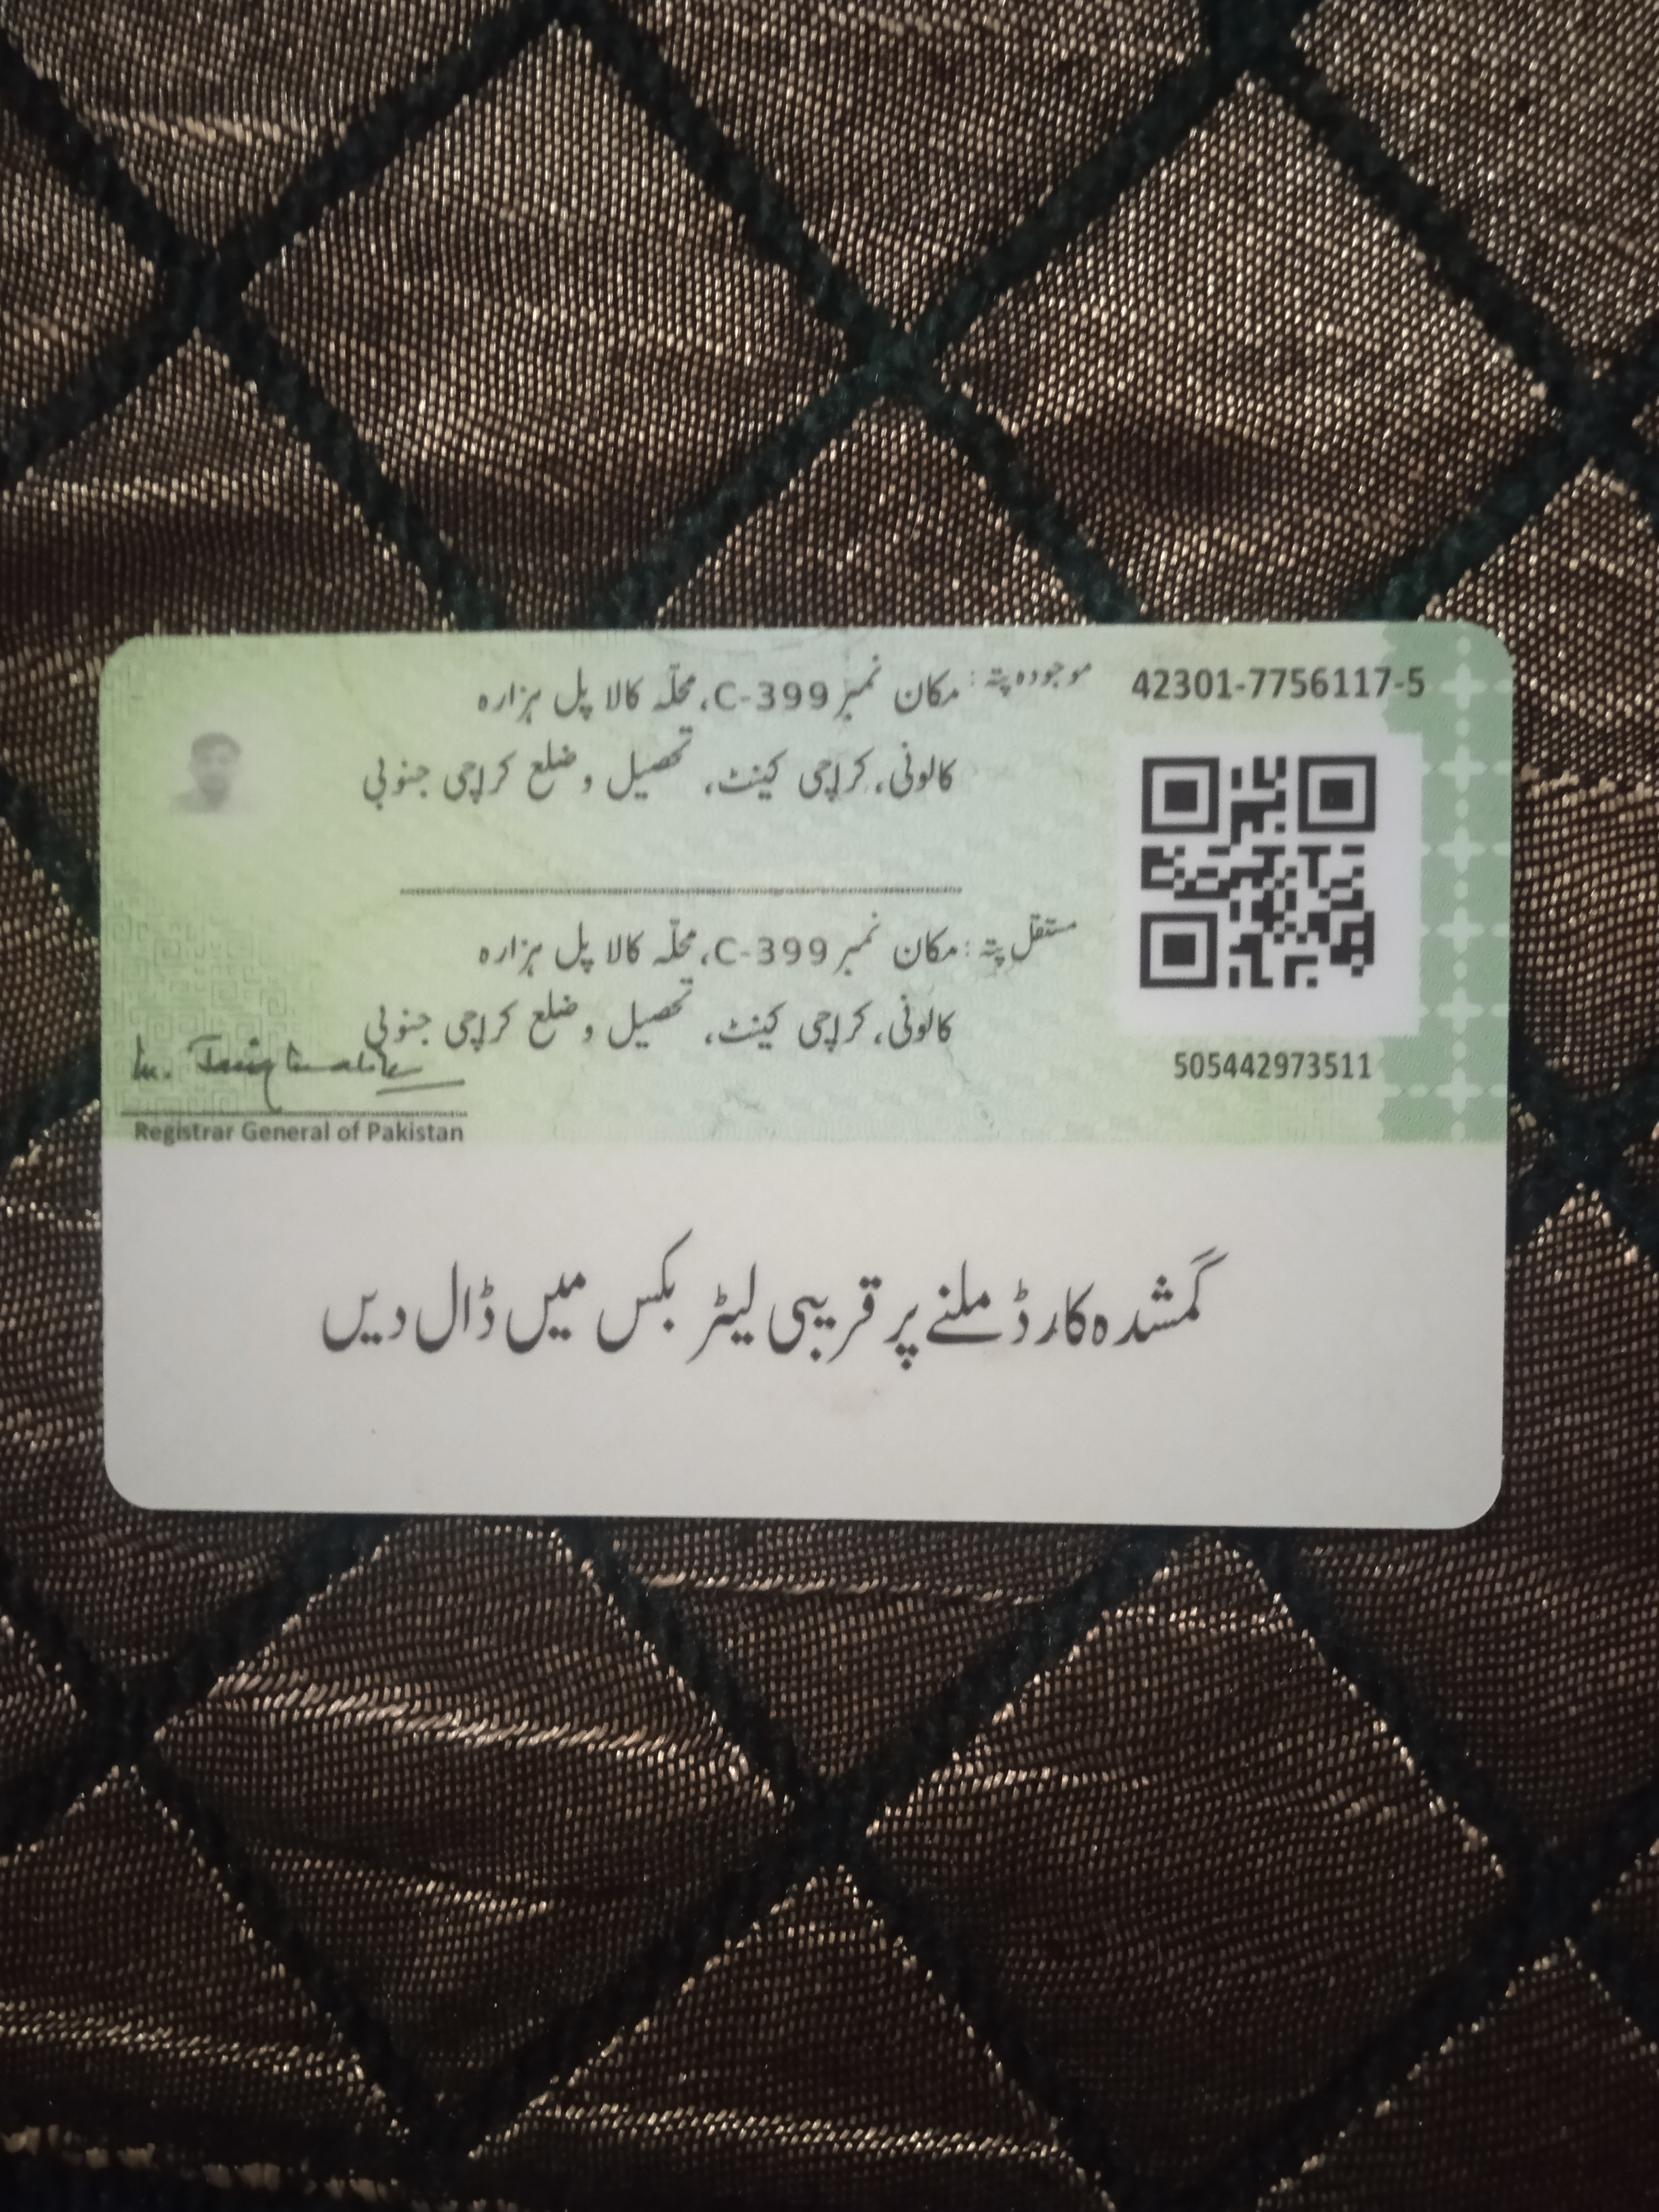 42301-7756117-5
موجودہ پتہ: مکان نمبر C-399، محلّہ کالا پل ہزارہ
کالونی، کراچی کینٹ، تحصیل و ضلع کراچی جنوبی
مستقل پتہ: مکان نمبر C-399، محلّہ کالا پل ہزارہ
کالونی، کراچی کینٹ، تحصیل و ضلع کراچی جنوبی
505442973511
Registrar General of Pakistan
گمشدہ کارڈ ملنے پر قریبی لیٹر بکس میں ڈال دیں